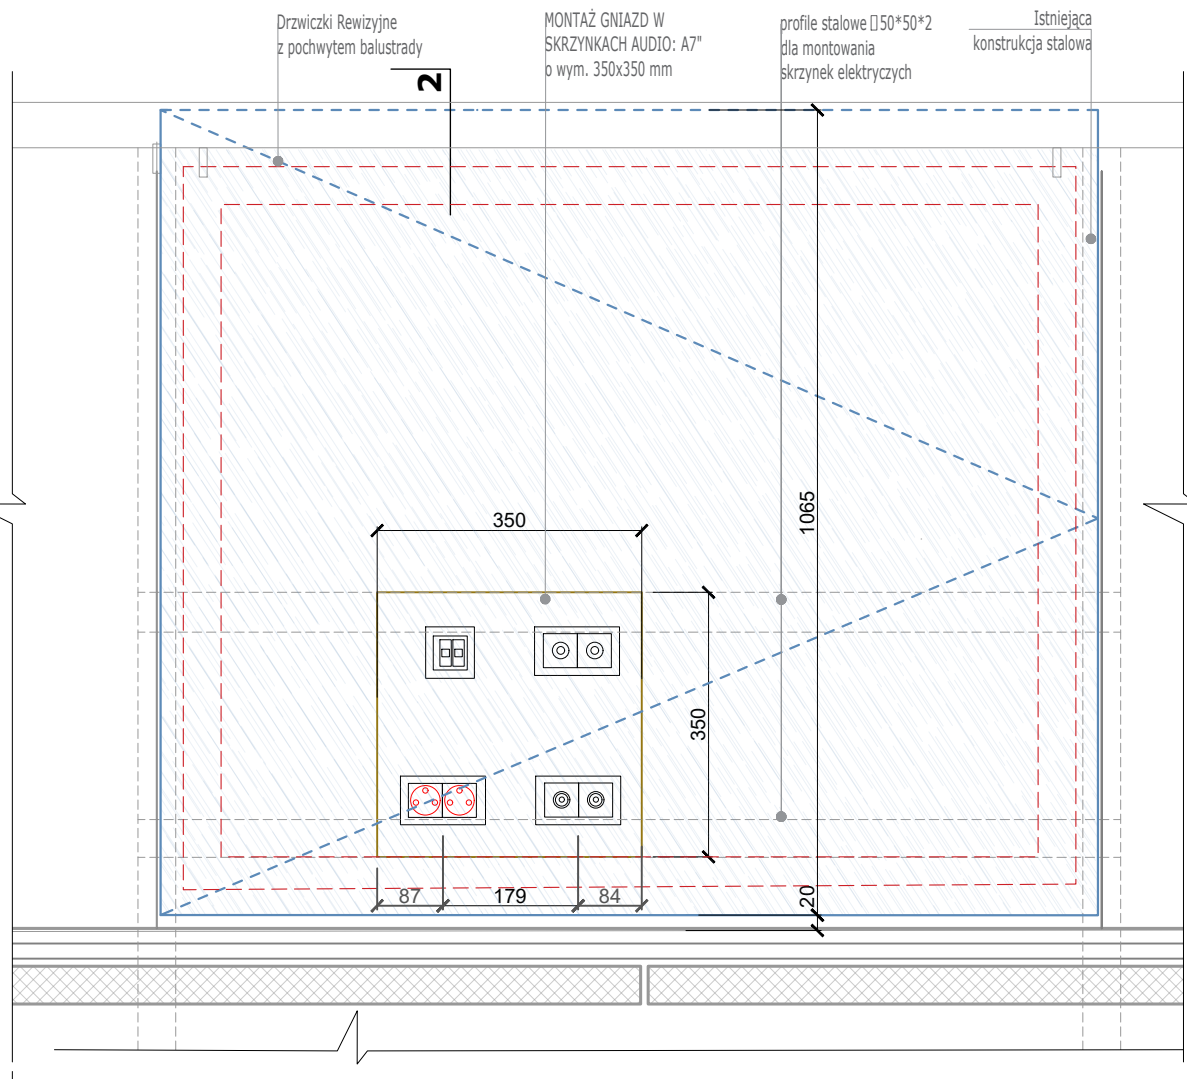 Drzwiczki Rewizyjne
z pochwytem balustrady
MONTAŻ GNIAZD W
SKRZYNKACH AUDIO: A7"
o wym. 350x350 mm
profile stalowe □50*50*2
dla montowania
skrzynek elektryczych
Istniejąca
konstrukcja stalowa
2
350
1065
350
87
179
84
20